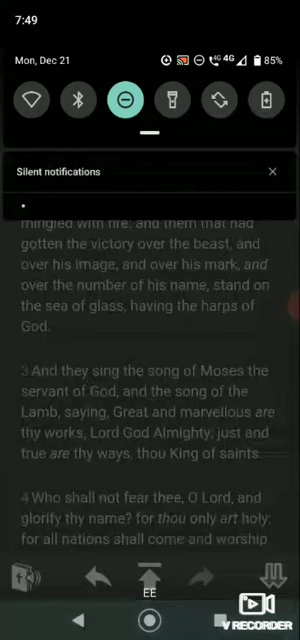 7:49
Mon, Dec 21
4G 4G 85%
Silent notifications
mingled with fire: and them that had
gotten the victory over the beast, and
over his image, and over his mark, and
over the number of his name, stand on
the sea of glass, having the harps of
God.
3 And they sing the song of Moses the
servant of God, and the song of the
Lamb, saying, Great and marvellous are
thy works, Lord God Almighty; just and
true are thy ways, thou King of saints.
4 Who shall not fear thee, O Lord, and
glorify thy name? for thou only art holy:
for all nations shall come and worship
EE
V RECORDER